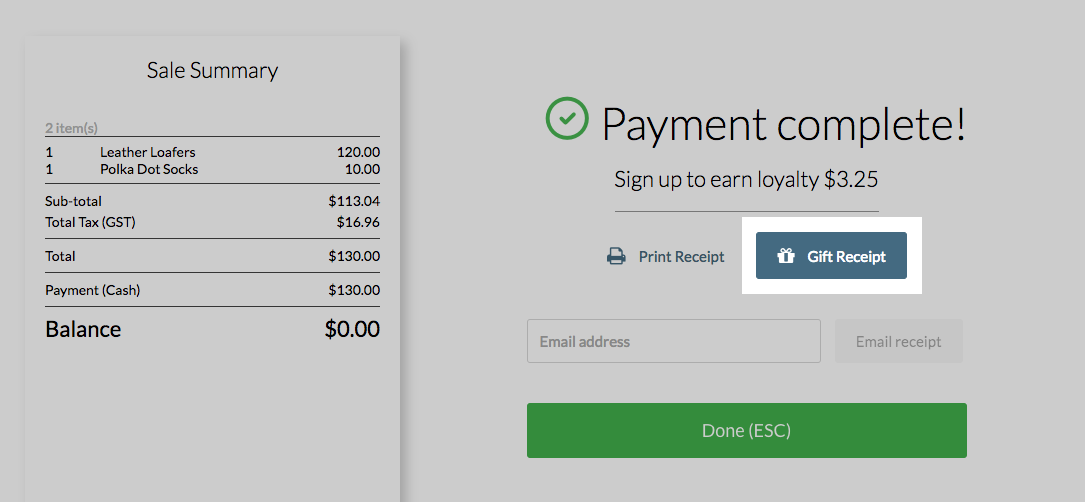 Sale Summary
2 item(s)
1 Leather Loafers 120.00
1 Polka Dot Socks 10.00
Sub-total $113.04
Total Tax (GST) $16.96
Total $130.00
Payment (Cash) $130.00
Balance $0.00
Payment complete!
Sign up to earn loyalty $3.25
Print Receipt Gift Receipt
Email address Email receipt
Done (ESC)